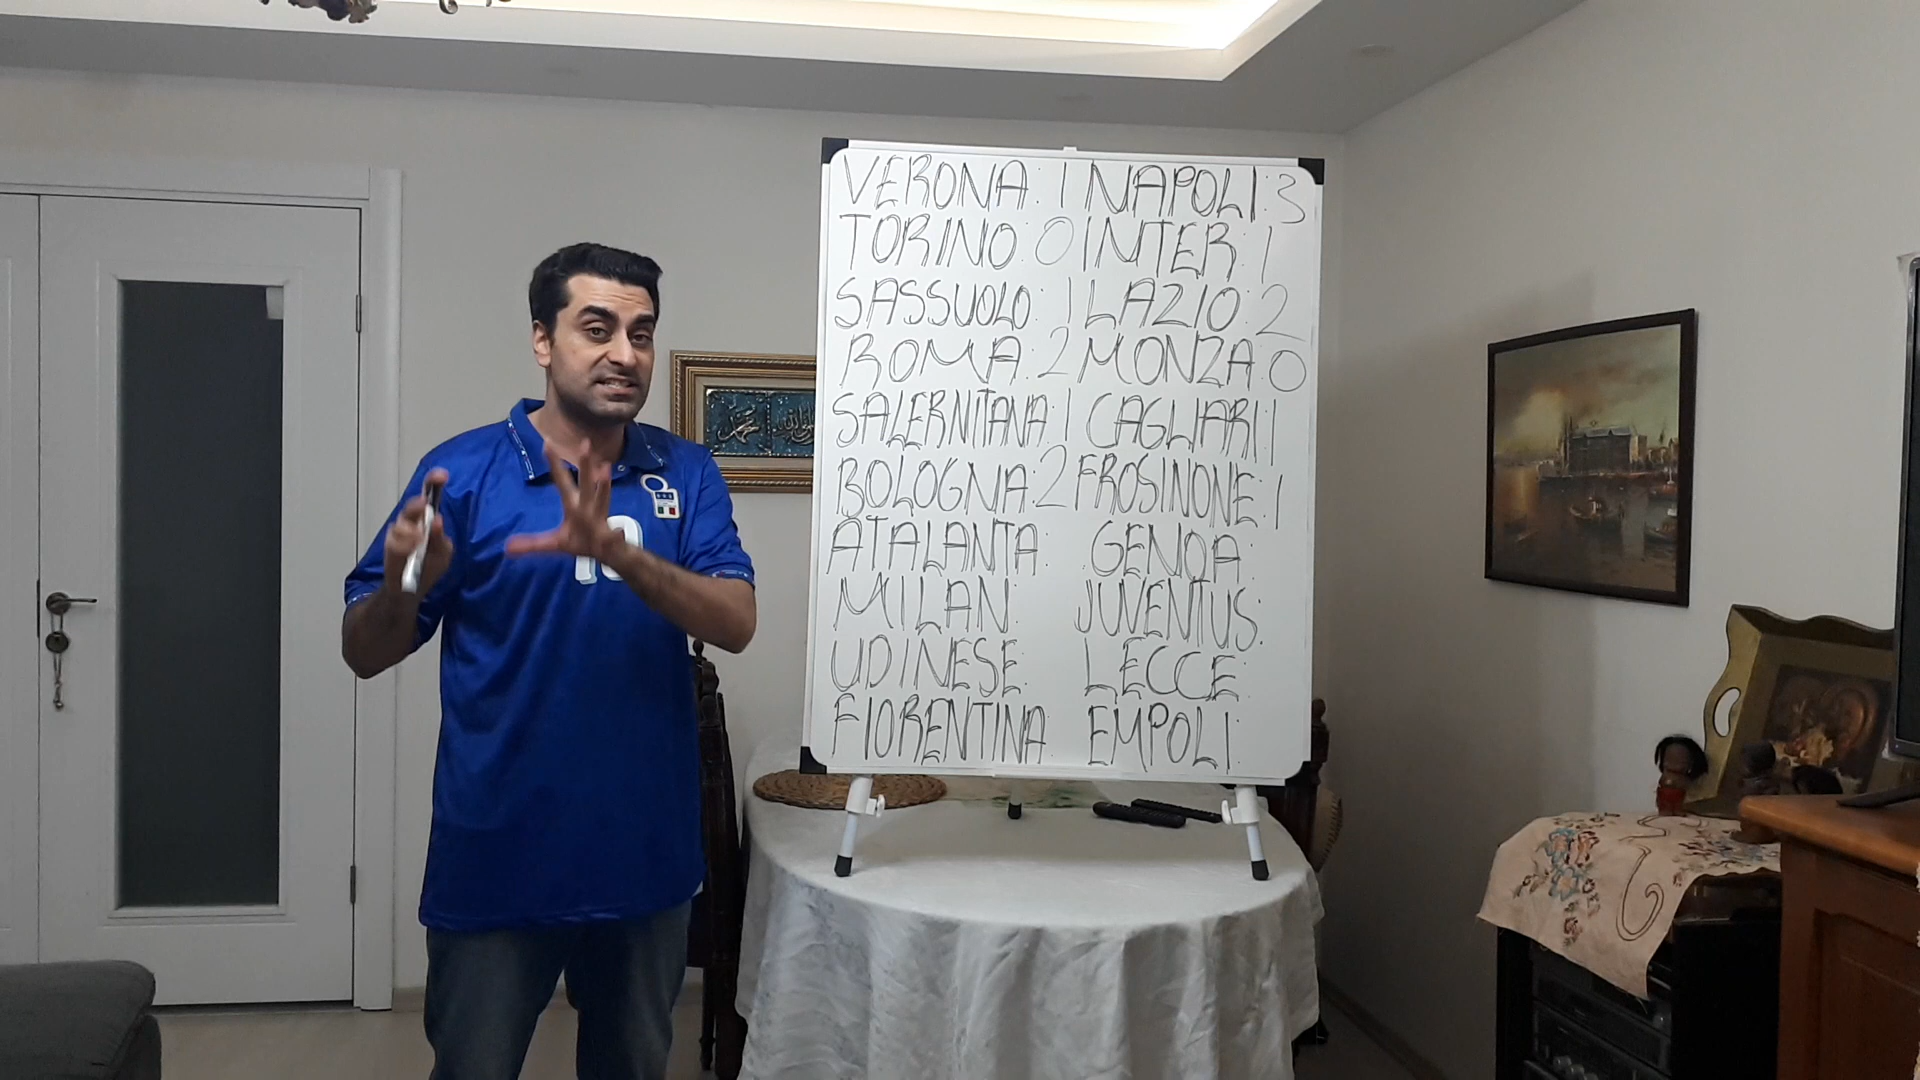 VERONA: 1 NAPOLI: 3
TORINO: 0 INTER: 1
SASSUOLO: 1 LAZIO: 2
ROMA: 2 MONZA: 0
SALERNITANA: 1 CAGLIARI: 1
BOLOGNA: 2 FROSINONE: 1
ATALANTA: GENOA:
MILAN: JUVENTUS:
UDINESE: LECCE:
FIORENTINA: EMPOLI:
10